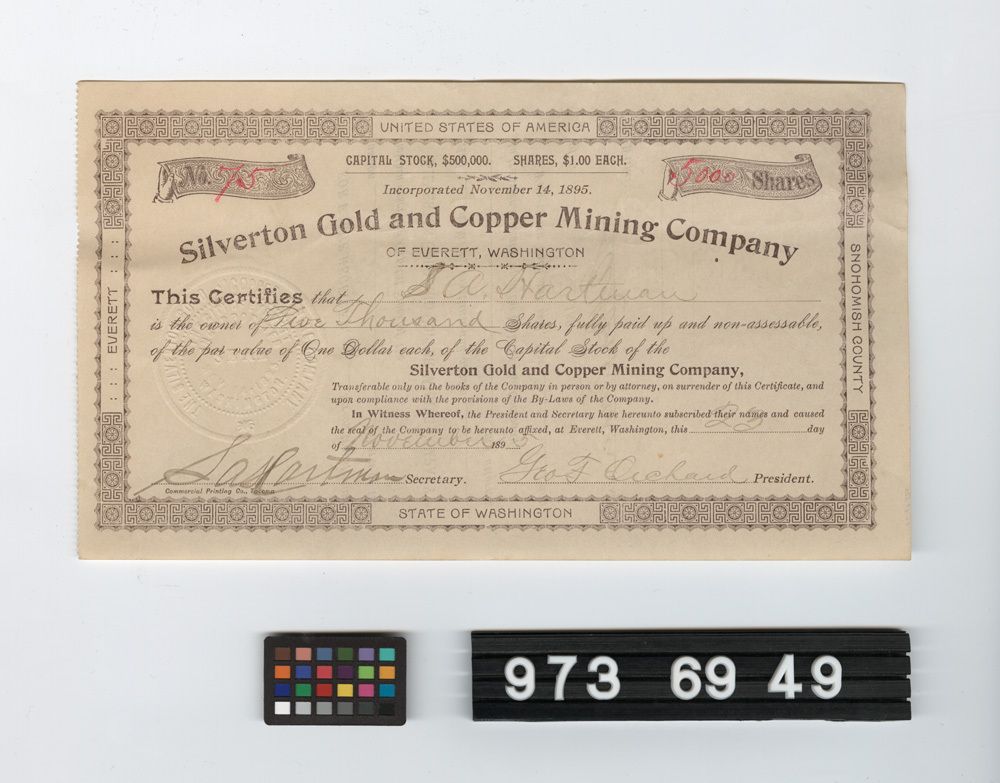 UNITED STATES OF AMERICA
No. 75
CAPITAL STOCK, $500,000. SHARES, $1.00 EACH.
5000 Shares
Incorporated November 14, 1895.
Silverton Gold and Copper Mining Company
OF EVERETT, WASHINGTON
EVERETT
SNOHOMISH COUNTY
This Certifies that S A. Hartman
is the owner of Five Thousand Shares, fully paid up and non-assessable,
of the par value of One Dollar each, of the Capital Stock of the
Silverton Gold and Copper Mining Company,
Transferable only on the books of the Company in person or by attorney, on surrender of this Certificate, and
upon compliance with the provisions of the By-Laws of the Company.
In Witness Whereof, the President and Secretary have hereunto subscribed their names and caused
the seal of the Company to be hereunto affixed, at Everett, Washington, this 23 day
of November 1895
S A Hartman Secretary. Geo F Orchard President.
Commercial Printing Co., Tacoma
STATE OF WASHINGTON
973 69 49